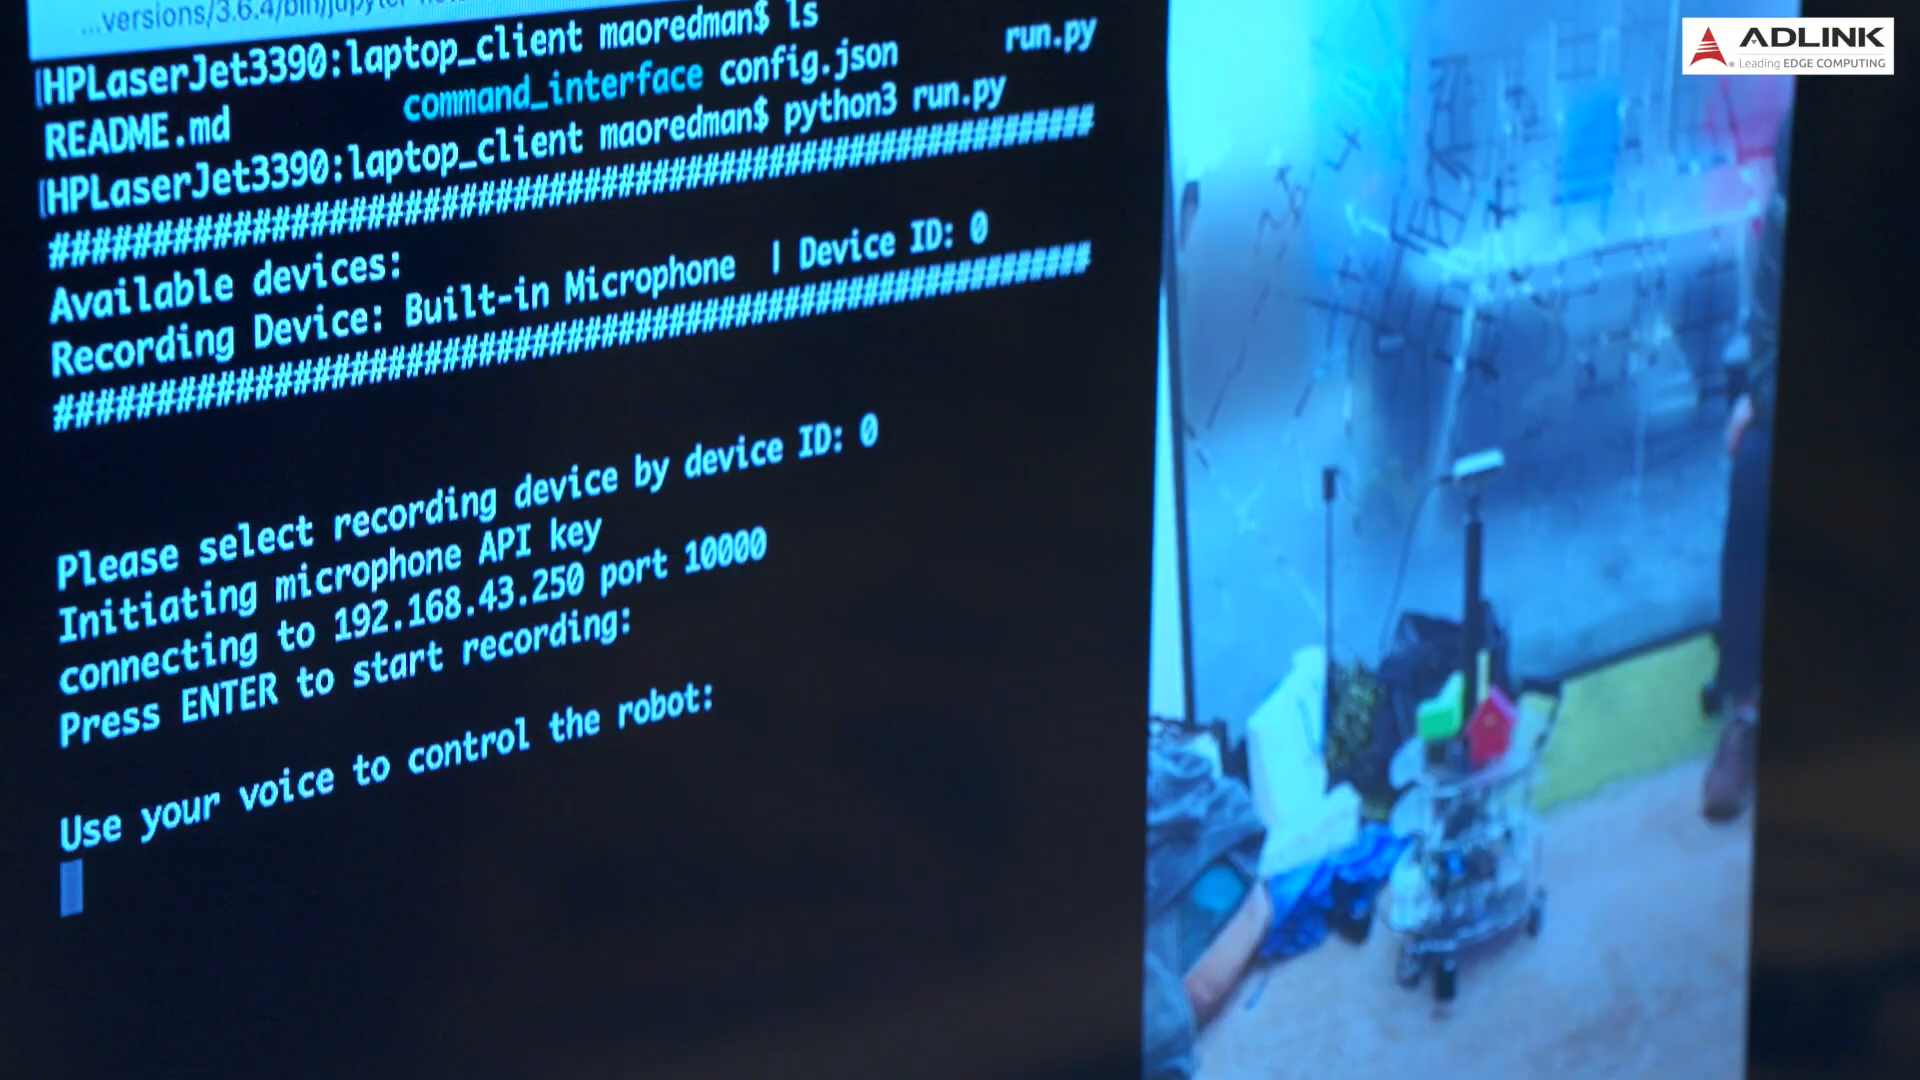 ...versions/3.6.4/bin/jupyter-
HPLaserJet3390:laptop_client maoredman$ ls
README.md command_interface config.json run.py
HPLaserJet3390:laptop_client maoredman$ python3 run.py
################################################################
Available devices:
Recording Device: Built-in Microphone | Device ID: 0
################################################################
Please select recording device by device ID: 0
Initiating microphone API key
connecting to 192.168.43.250 port 10000
Press ENTER to start recording:
Use your voice to control the robot:
ADLINK
Leading EDGE COMPUTING